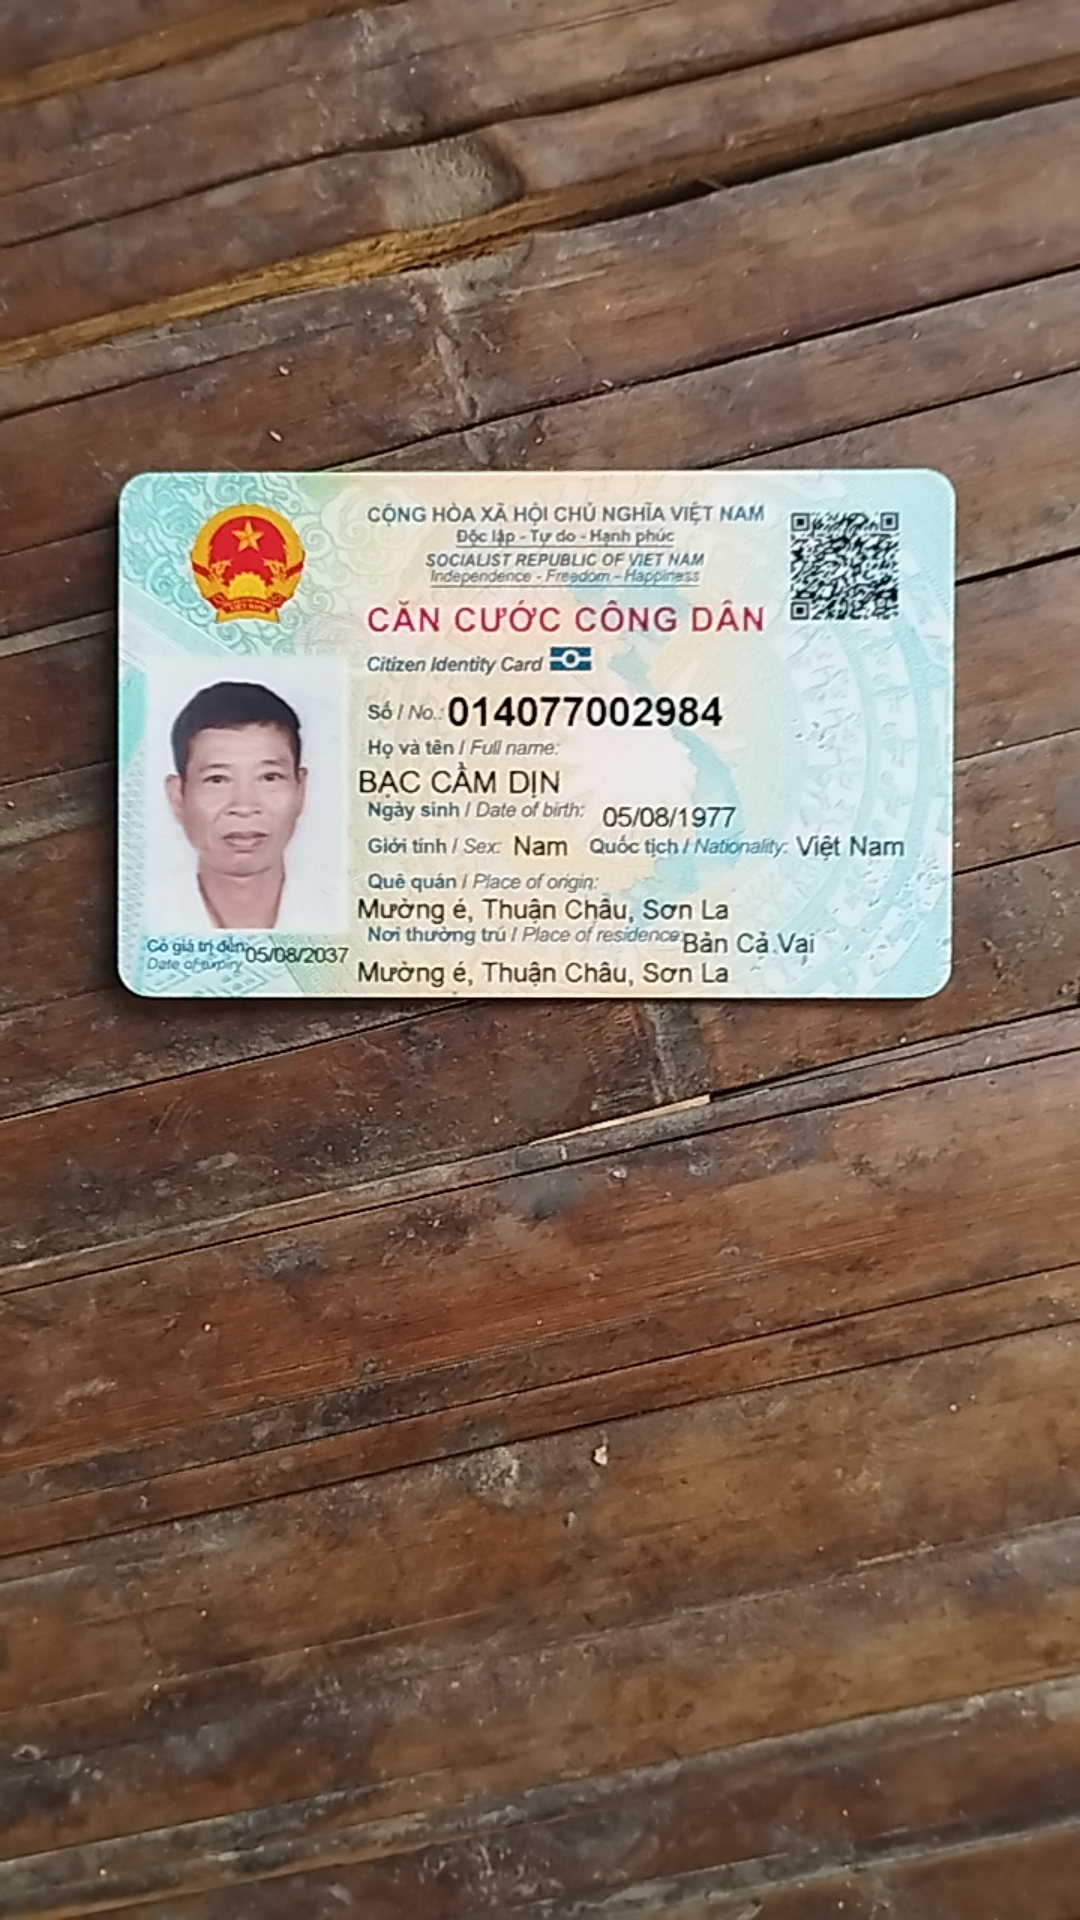 CỘNG HÒA XÃ HỘI CHỦ NGHĨA VIỆT NAM
Độc lập - Tự do - Hạnh phúc
SOCIALIST REPUBLIC OF VIET NAM
Independence - Freedom - Happiness
CĂN CƯỚC CÔNG DÂN
Citizen Identity Card
Số / No.: 014077002984
Họ và tên / Full name:
BẠC CẦM DỊN
Ngày sinh / Date of birth: 05/08/1977
Giới tính / Sex: Nam Quốc tịch / Nationality: Việt Nam
Quê quán / Place of origin:
Mường é, Thuận Châu, Sơn La
Nơi thường trú / Place of residence: Bản Cả Vai
Mường é, Thuận Châu, Sơn La
Có giá trị đến: 05/08/2037
Date of expiry